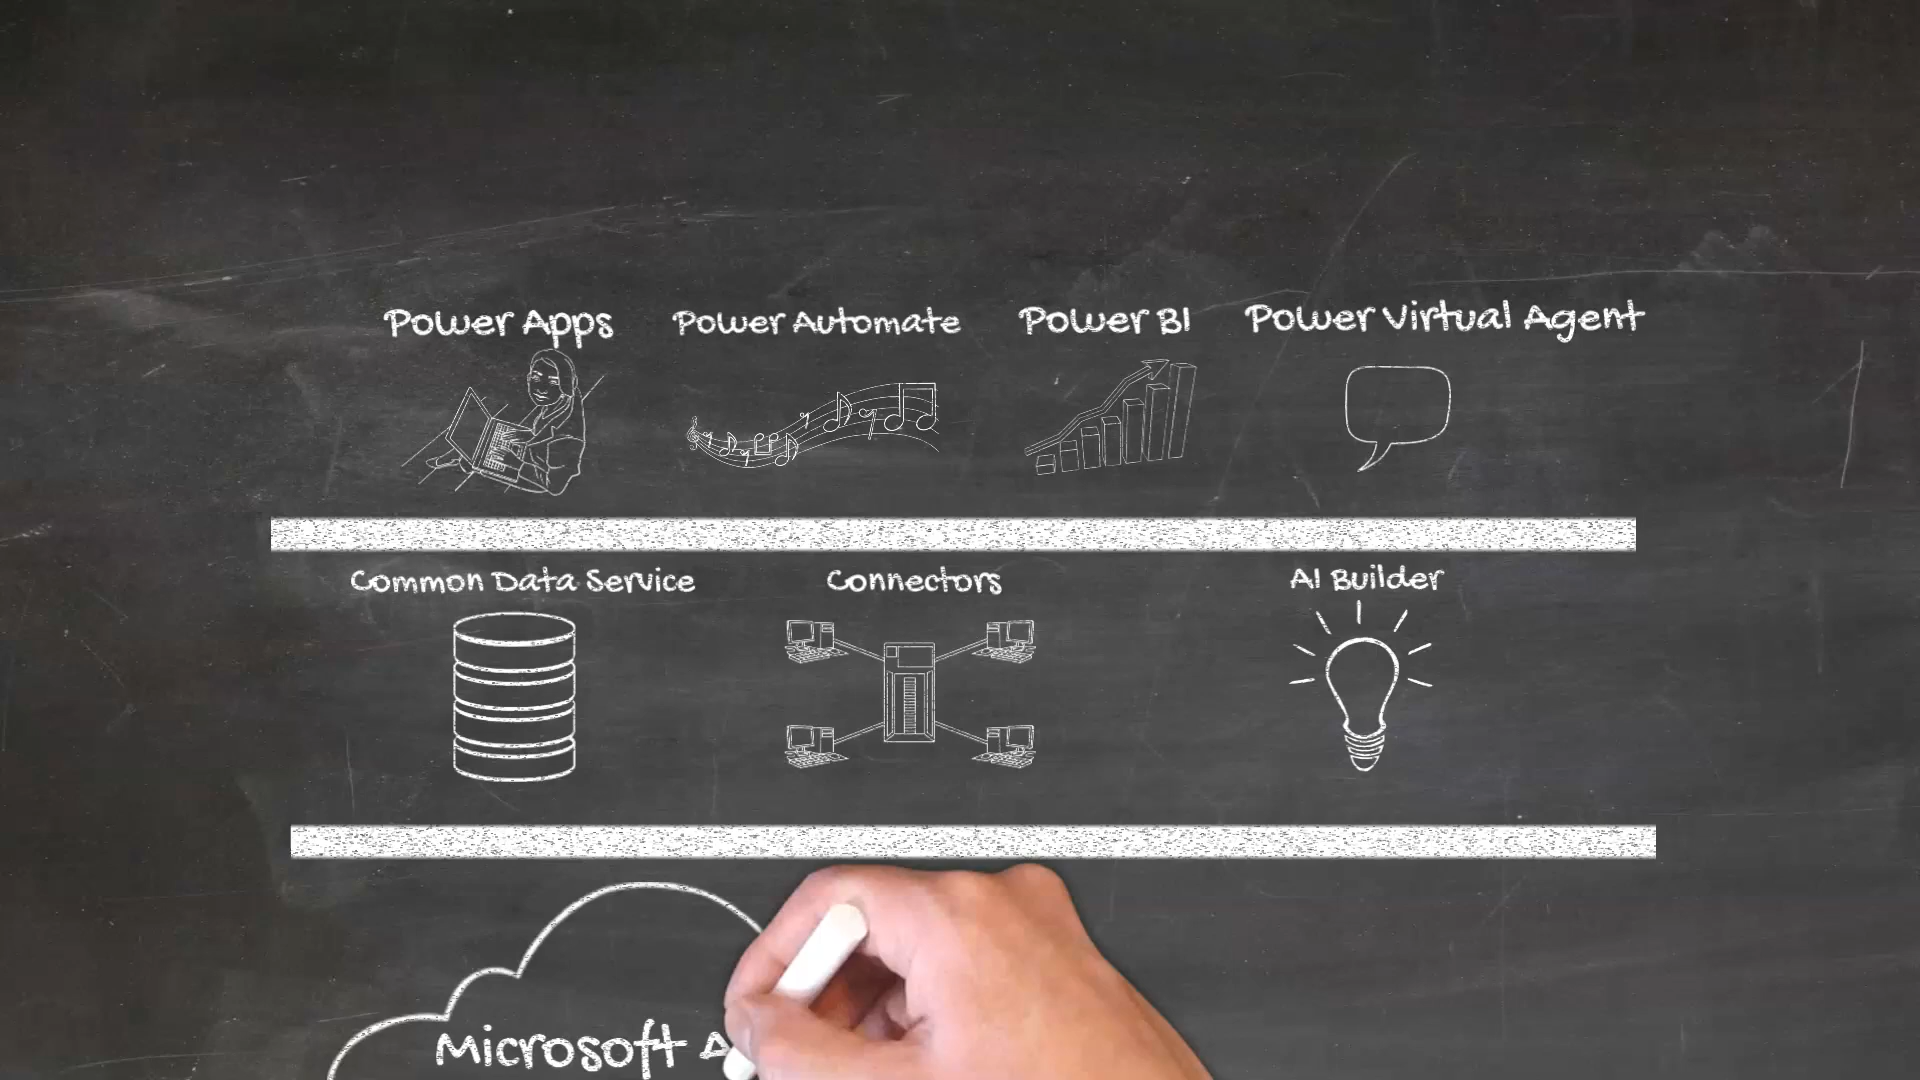 Power Apps
Power Automate
Power BI
Power Virtual Agent
Common Data Service
Connectors
AI Builder
Microsoft A